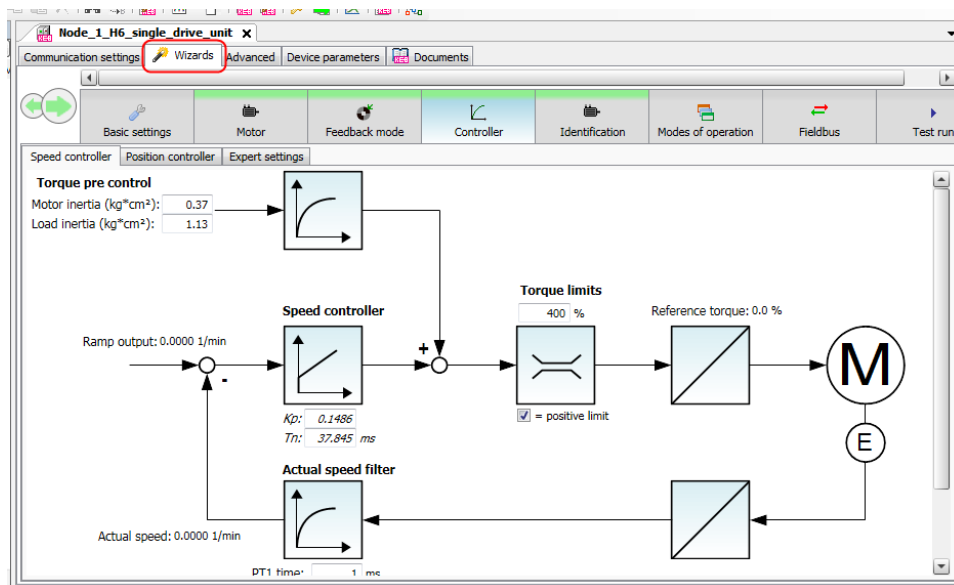 Node_1_H6_single_drive_unit X
Communication settings Wizards Advanced Device parameters Documents
Basic settings Motor Feedback mode Controller Identification Modes of operation Fieldbus Test run
Speed controller Position controller Expert settings
Torque pre control
Motor inertia (kg*cm²): 0.37
Load inertia (kg*cm²): 1.13
Torque limits
400 %
Speed controller
Reference torque: 0.0 %
Ramp output: 0.0000 1/min
+
-
M
= positive limit
Kp: 0.1486
Tn: 37.845 ms
E
Actual speed filter
Actual speed: 0.0000 1/min
PT1 time: 1 ms